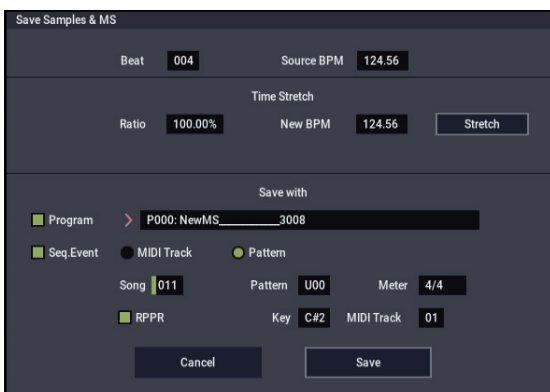 Save Samples & MS
Beat 004 Source BPM 124.56
Time Stretch
Ratio 100.00% New BPM 124.56 Stretch
Save with
Program P000: NewMS__________3008
Seq.Event MIDI Track Pattern
Song 011 Pattern U00 Meter 4/4
RPPR Key C#2 MIDI Track 01
Cancel Save